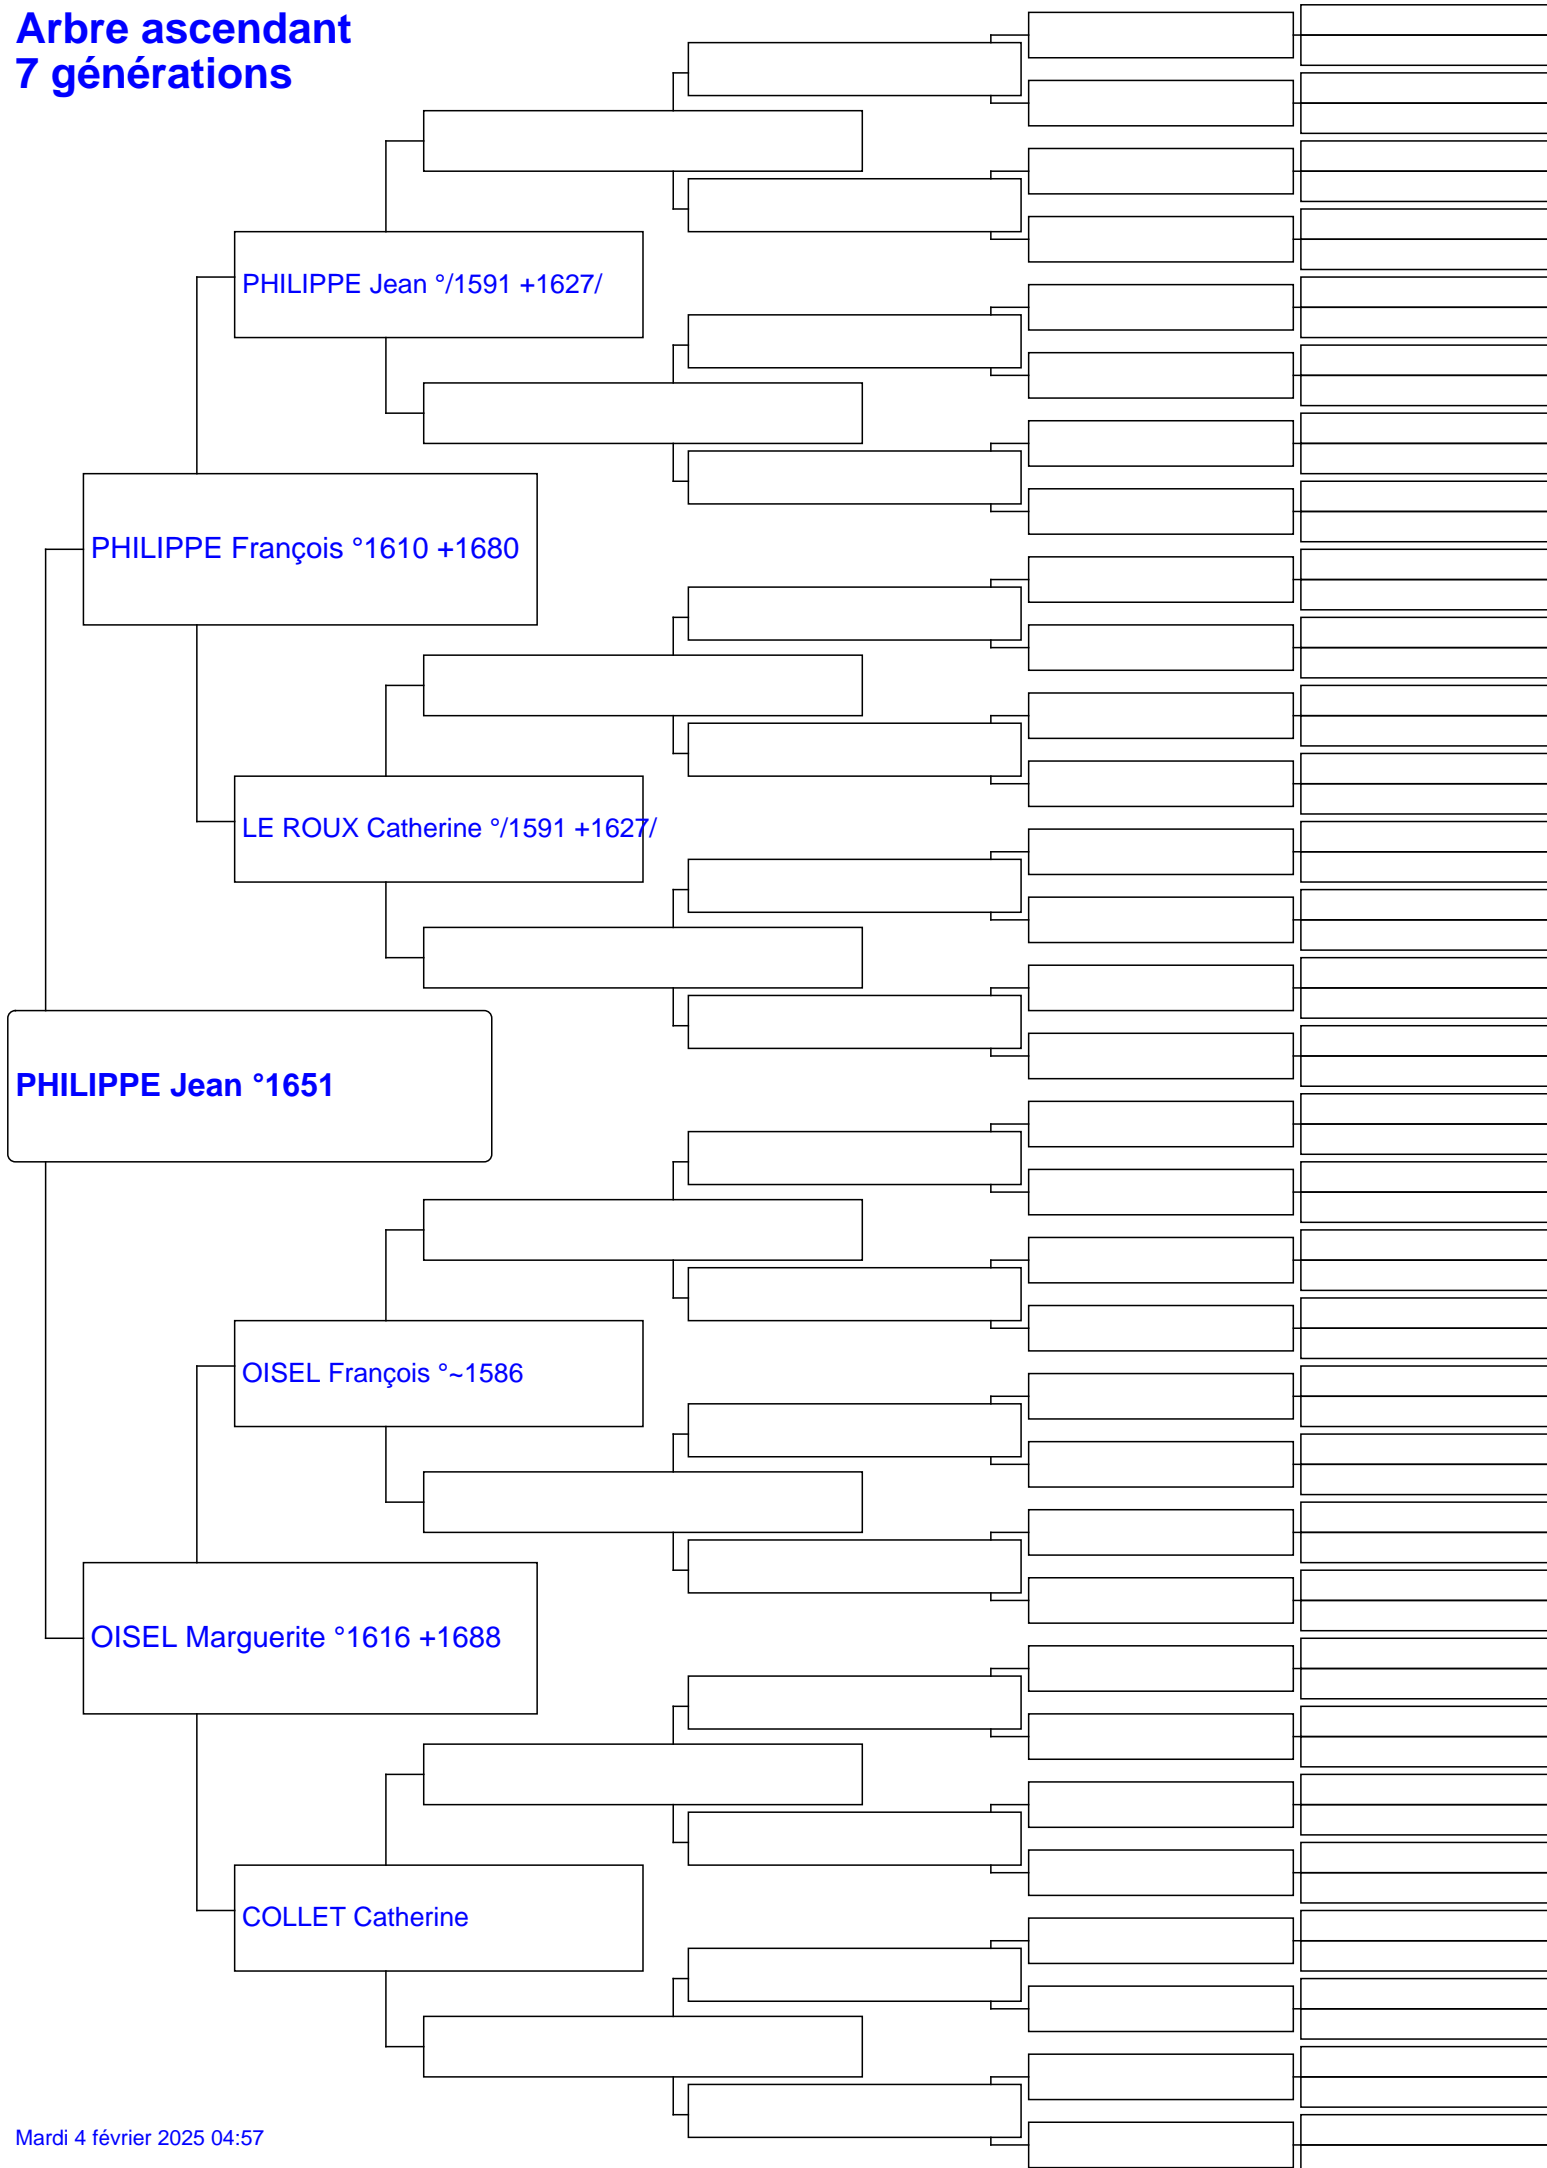 Arbre ascendant
7 générations
PHILIPPE Jean °/1591 +1627/
PHILIPPE François °1610 +1680
LE ROUX Catherine °/1591 +1627/
PHILIPPE Jean °1651
OISEL François °~1586
OISEL Marguerite °1616 +1688
COLLET Catherine
Mardi 4 février 2025 04:57